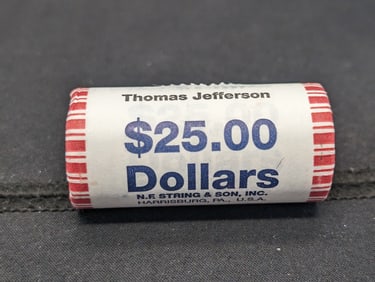 Thomas Jefferson
$25.00
Dollars
N.F. STRING & SON, INC.
HARRISBURG, PA., U.S.A.